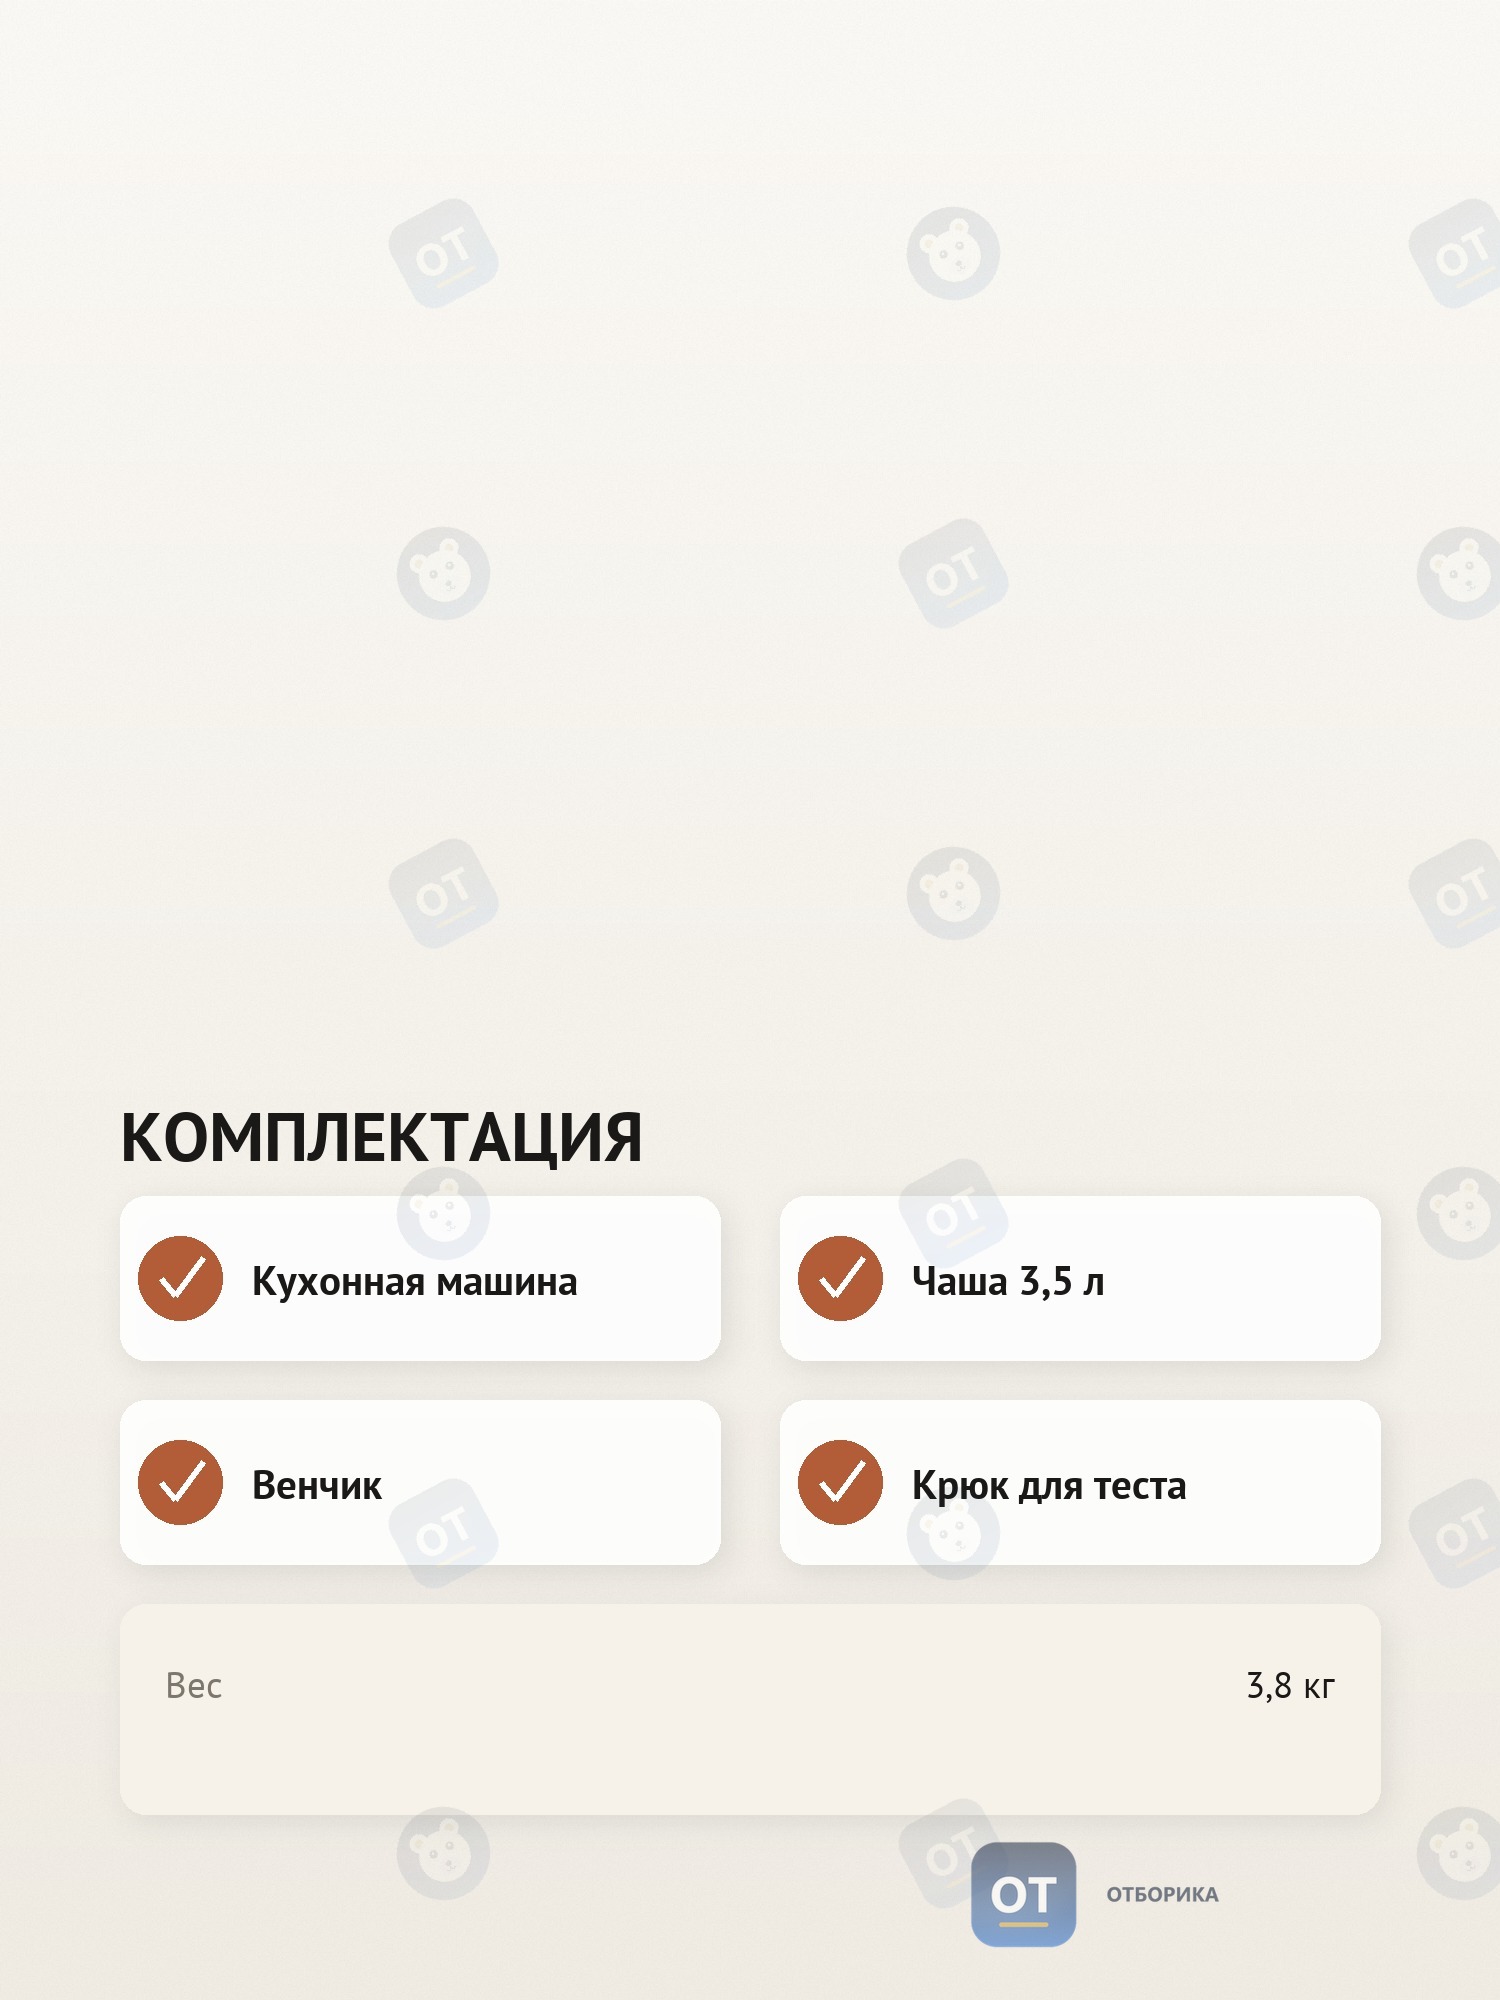 КОМПЛЕКТАЦИЯ
Кухонная машина
Чаша 3,5 л
Венчик
Крюк для теста
Вес 3,8 кг
ОТ ОТБОРИКА